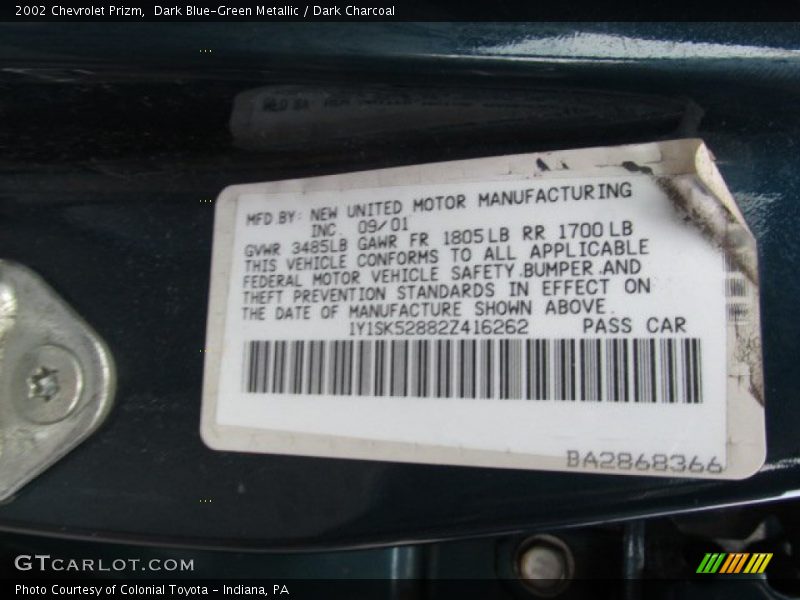 2002 Chevrolet Prizm,  Dark Blue-Green Metallic / Dark Charcoal
MFD BY: NEW UNITED MOTOR MANUFACTURING
INC. 09/01
GVWR 3485LB GAWR FR 1805LB RR 1700LB
THIS VEHICLE CONFORMS TO ALL APPLICABLE
FEDERAL MOTOR VEHICLE SAFETY.BUMPER.AND
THEFT PREVENTION STANDARDS IN EFFECT ON
THE DATE OF MANUFACTURE SHOWN ABOVE.
1Y1SK52882Z416262 PASS CAR
BA2868366
GTCARLOT.COM
Photo Courtesy of Colonial Toyota - Indiana, PA